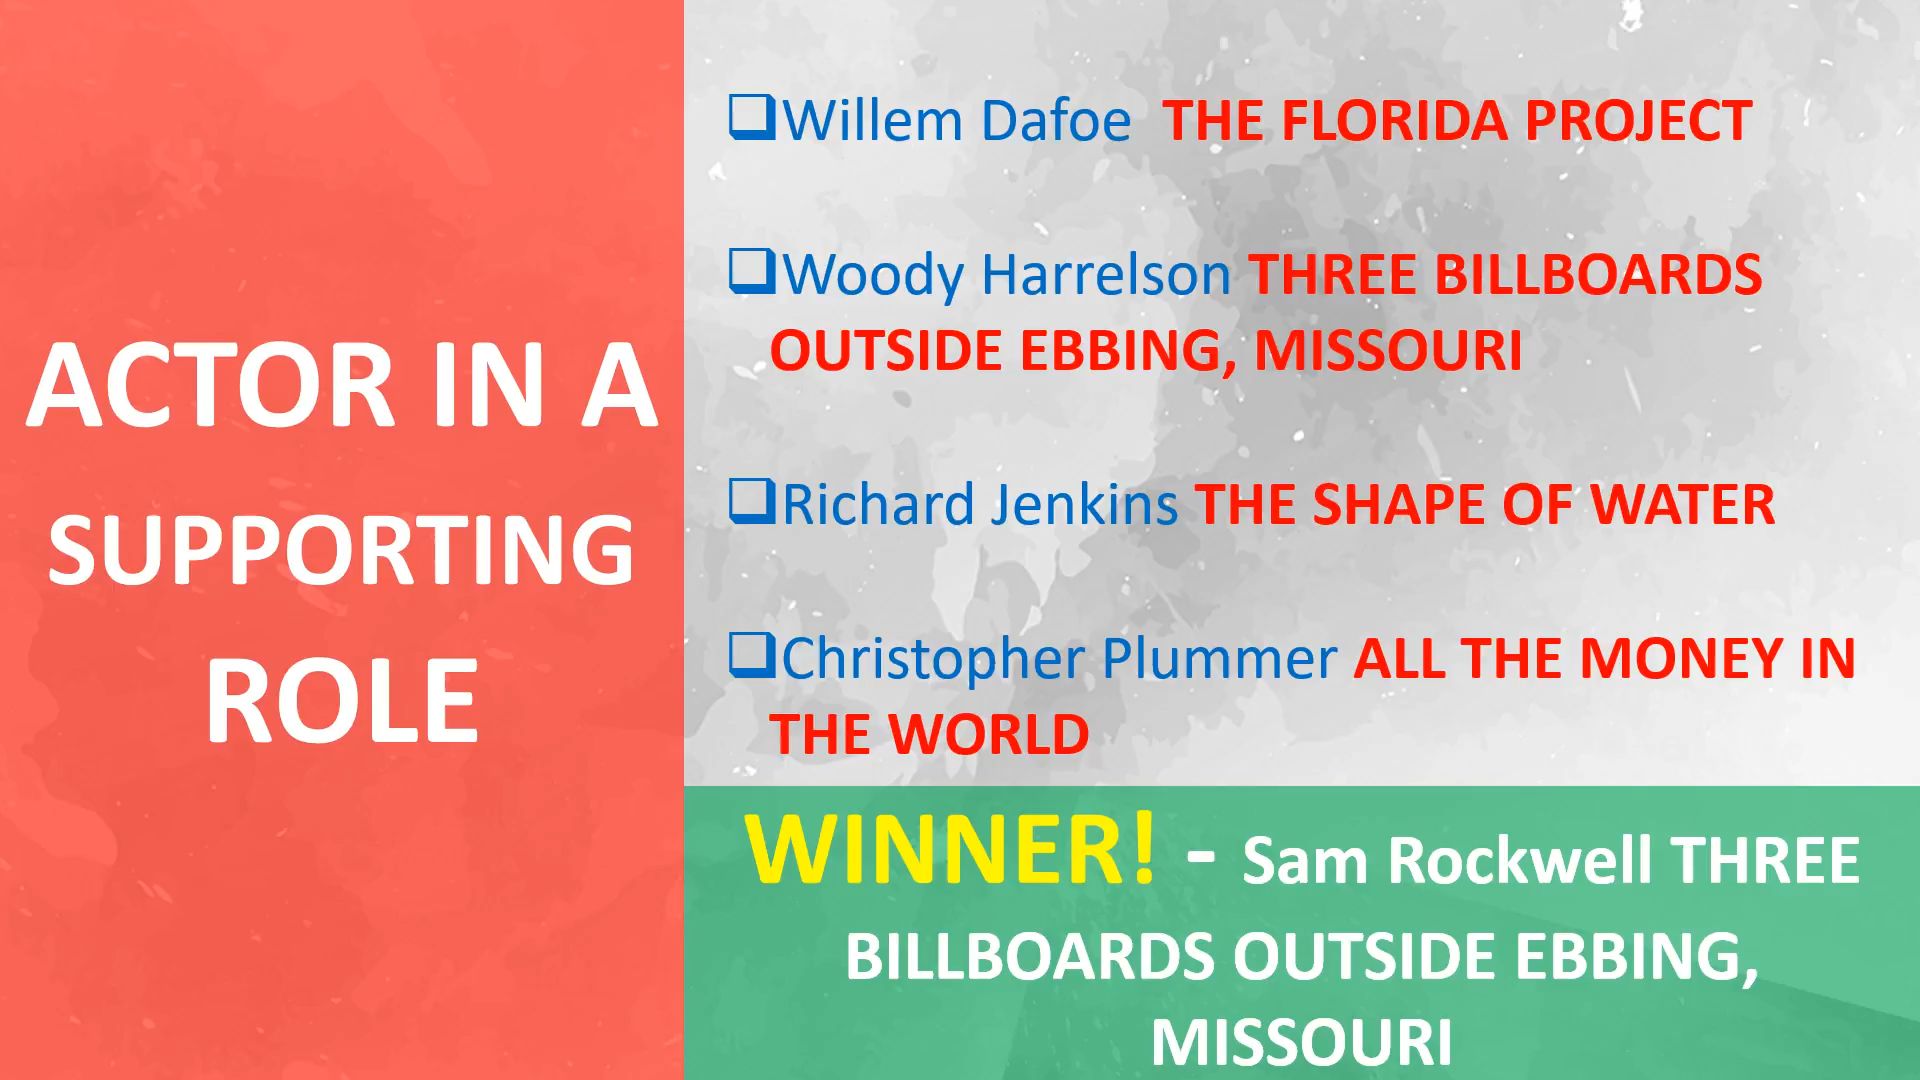 ACTOR IN A
SUPPORTING
ROLE
Willem Dafoe THE FLORIDA PROJECT
Woody Harrelson THREE BILLBOARDS
OUTSIDE EBBING, MISSOURI
Richard Jenkins THE SHAPE OF WATER
Christopher Plummer ALL THE MONEY IN
THE WORLD
WINNER! - Sam Rockwell THREE
BILLBOARDS OUTSIDE EBBING,
MISSOURI